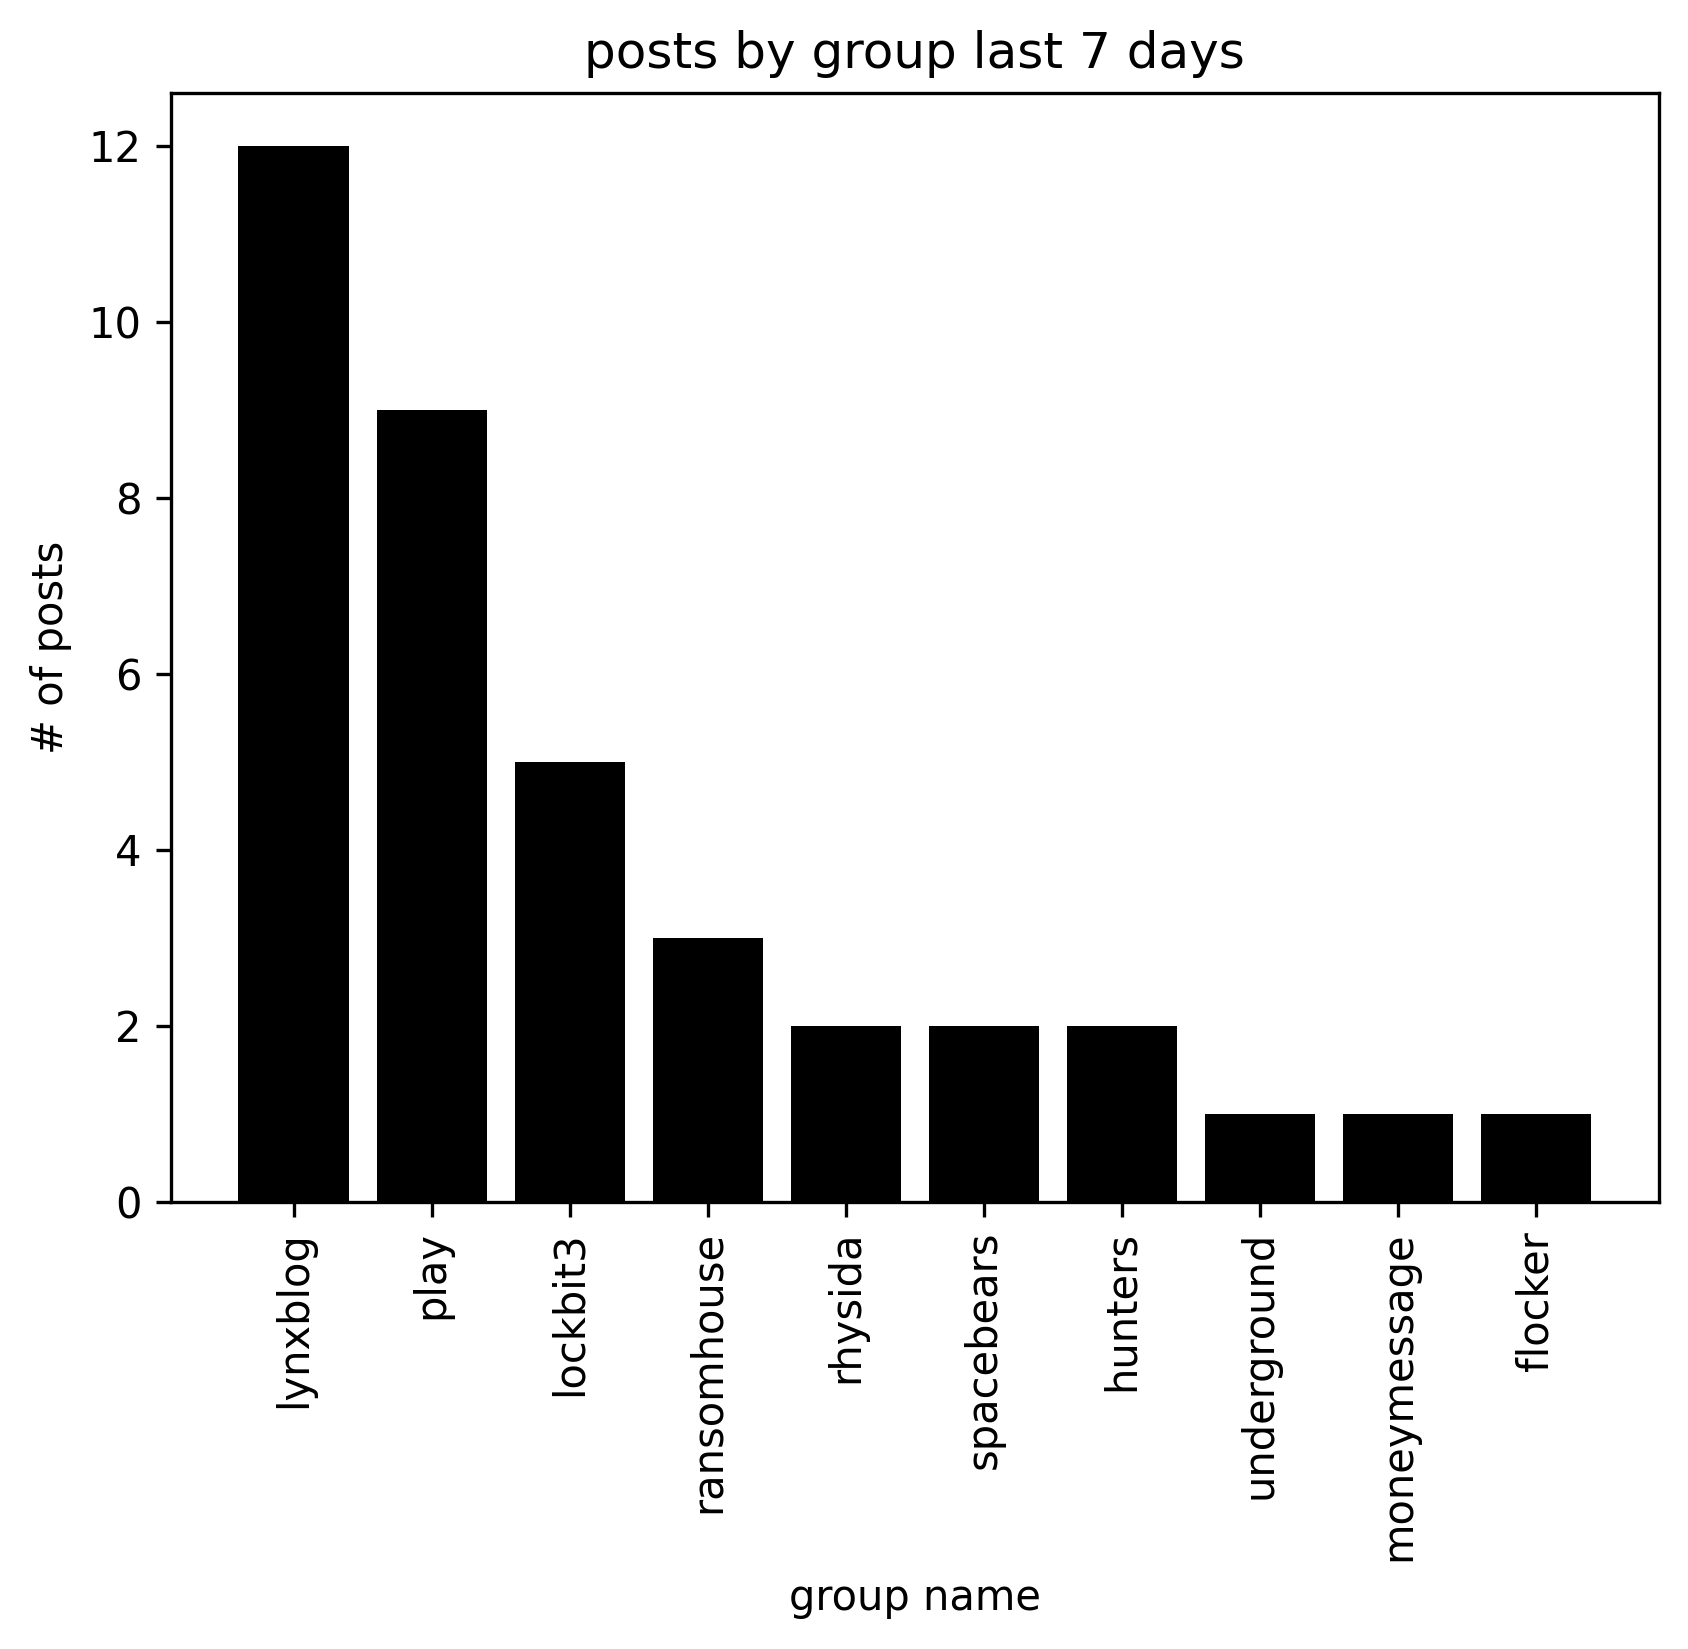 posts by group last 7 days
12
10
8
6
4
2
0
# of posts
lynxblog
play
lockbit3
ransomhouse
rhysida
spacebears
hunters
underground
moneymessage
flocker
group name